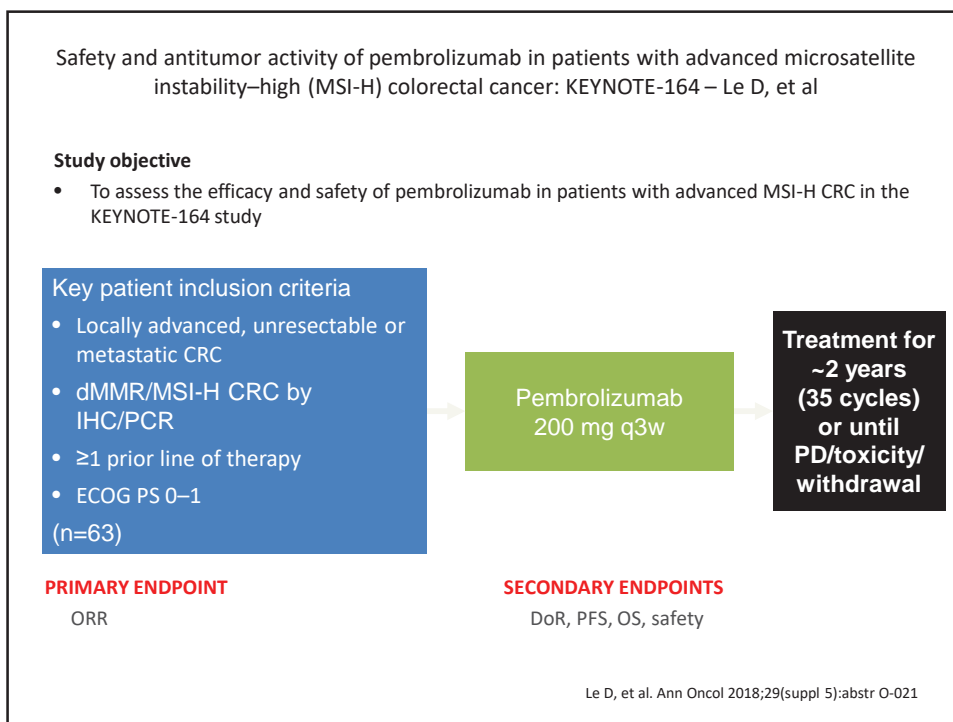 Safety and antitumor activity of pembrolizumab in patients with advanced microsatellite
instability–high (MSI-H) colorectal cancer: KEYNOTE-164 – Le D, et al
Study objective
• To assess the efficacy and safety of pembrolizumab in patients with advanced MSI-H CRC in the
KEYNOTE-164 study
Key patient inclusion criteria
• Locally advanced, unresectable or
metastatic CRC
• dMMR/MSI-H CRC by
IHC/PCR
• ≥1 prior line of therapy
• ECOG PS 0–1
(n=63)
Pembrolizumab
200 mg q3w
Treatment for
~2 years
(35 cycles)
or until
PD/toxicity/
withdrawal
PRIMARY ENDPOINT
ORR
SECONDARY ENDPOINTS
DoR, PFS, OS, safety
Le D, et al. Ann Oncol 2018;29(suppl 5):abstr O-021